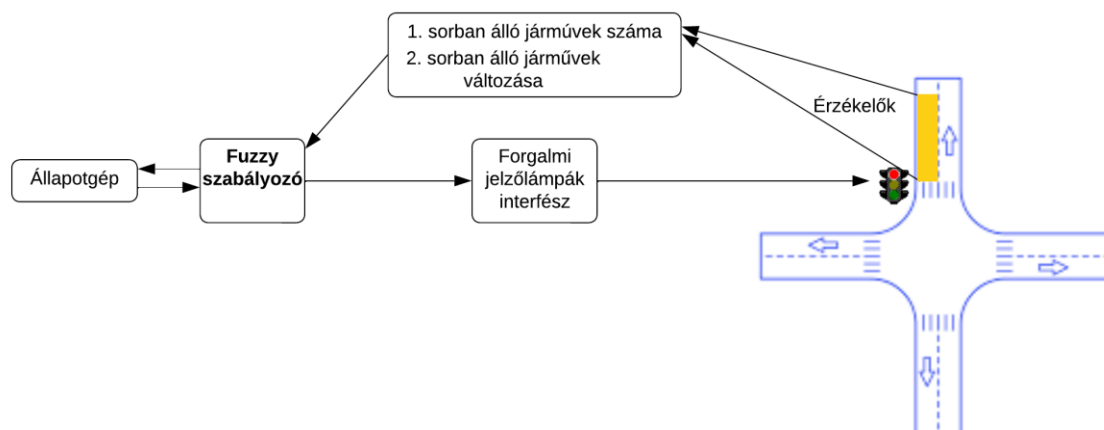 1. sorban álló járművek száma
2. sorban álló járművek
változása
Érzékelők
Fuzzy
szabályozó
Állapotgép
Forgalmi
jelzőlámpák
interfész